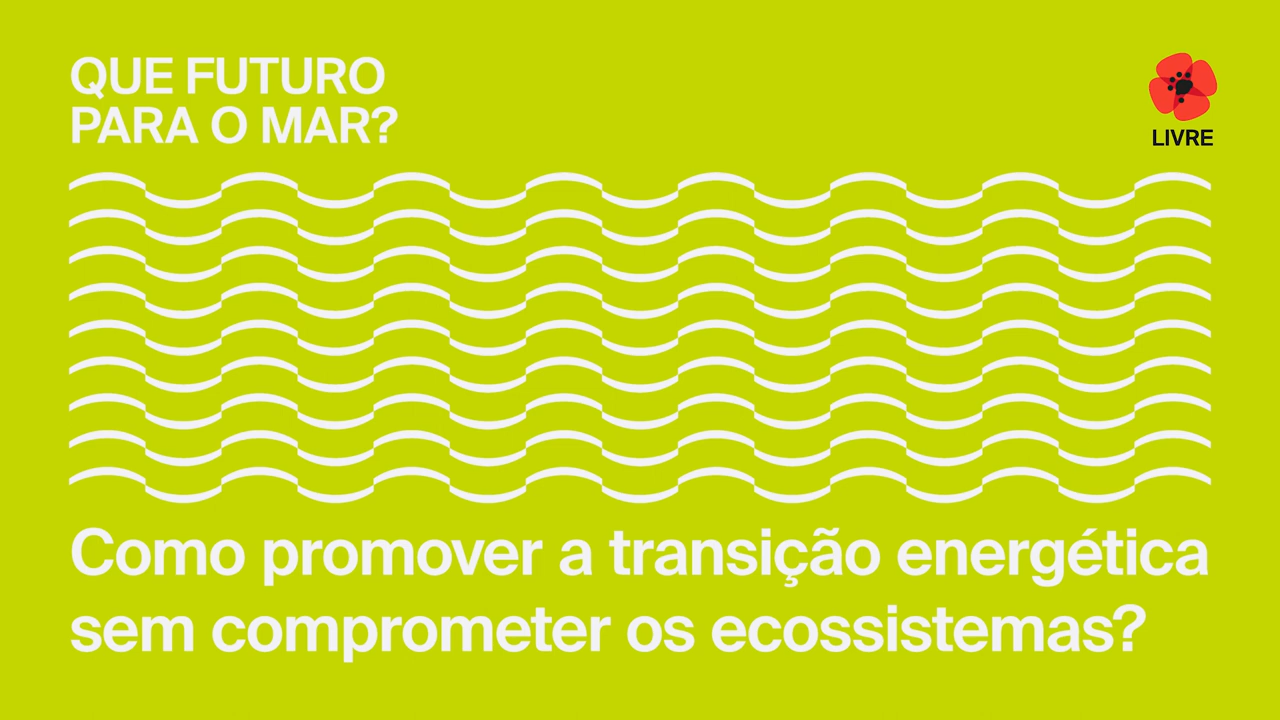 QUE FUTURO
PARA O MAR?
LIVRE
Como promover a transição energética
sem comprometer os ecossistemas?